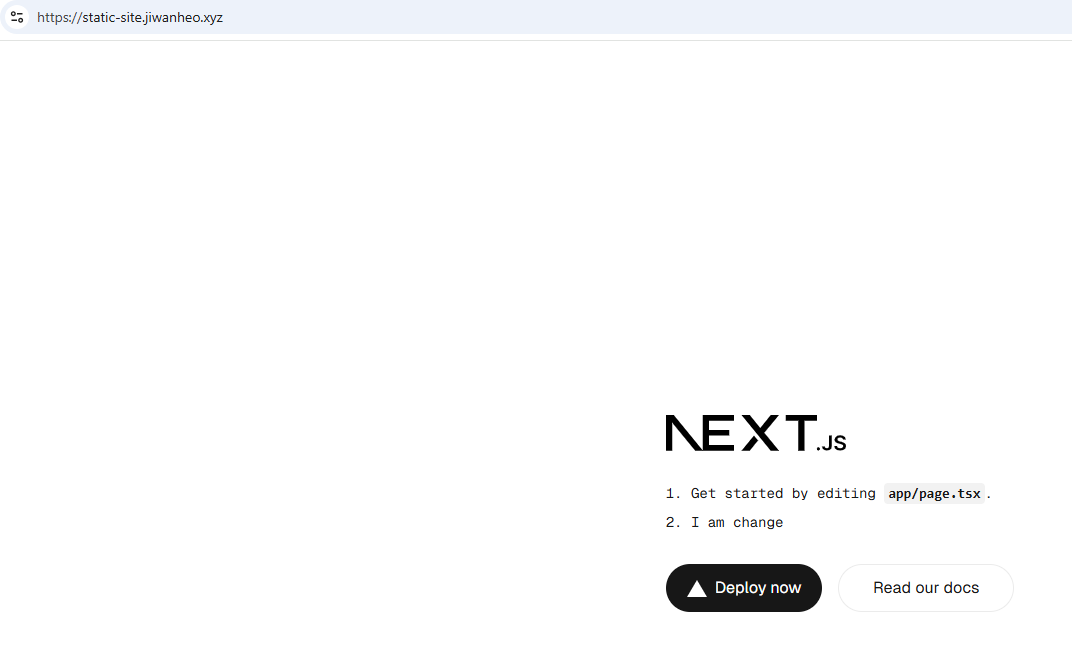 https://static-site.jiwanheo.xyz
NEXT.JS
1. Get started by editing app/page.tsx.
2. I am change
Deploy now
Read our docs